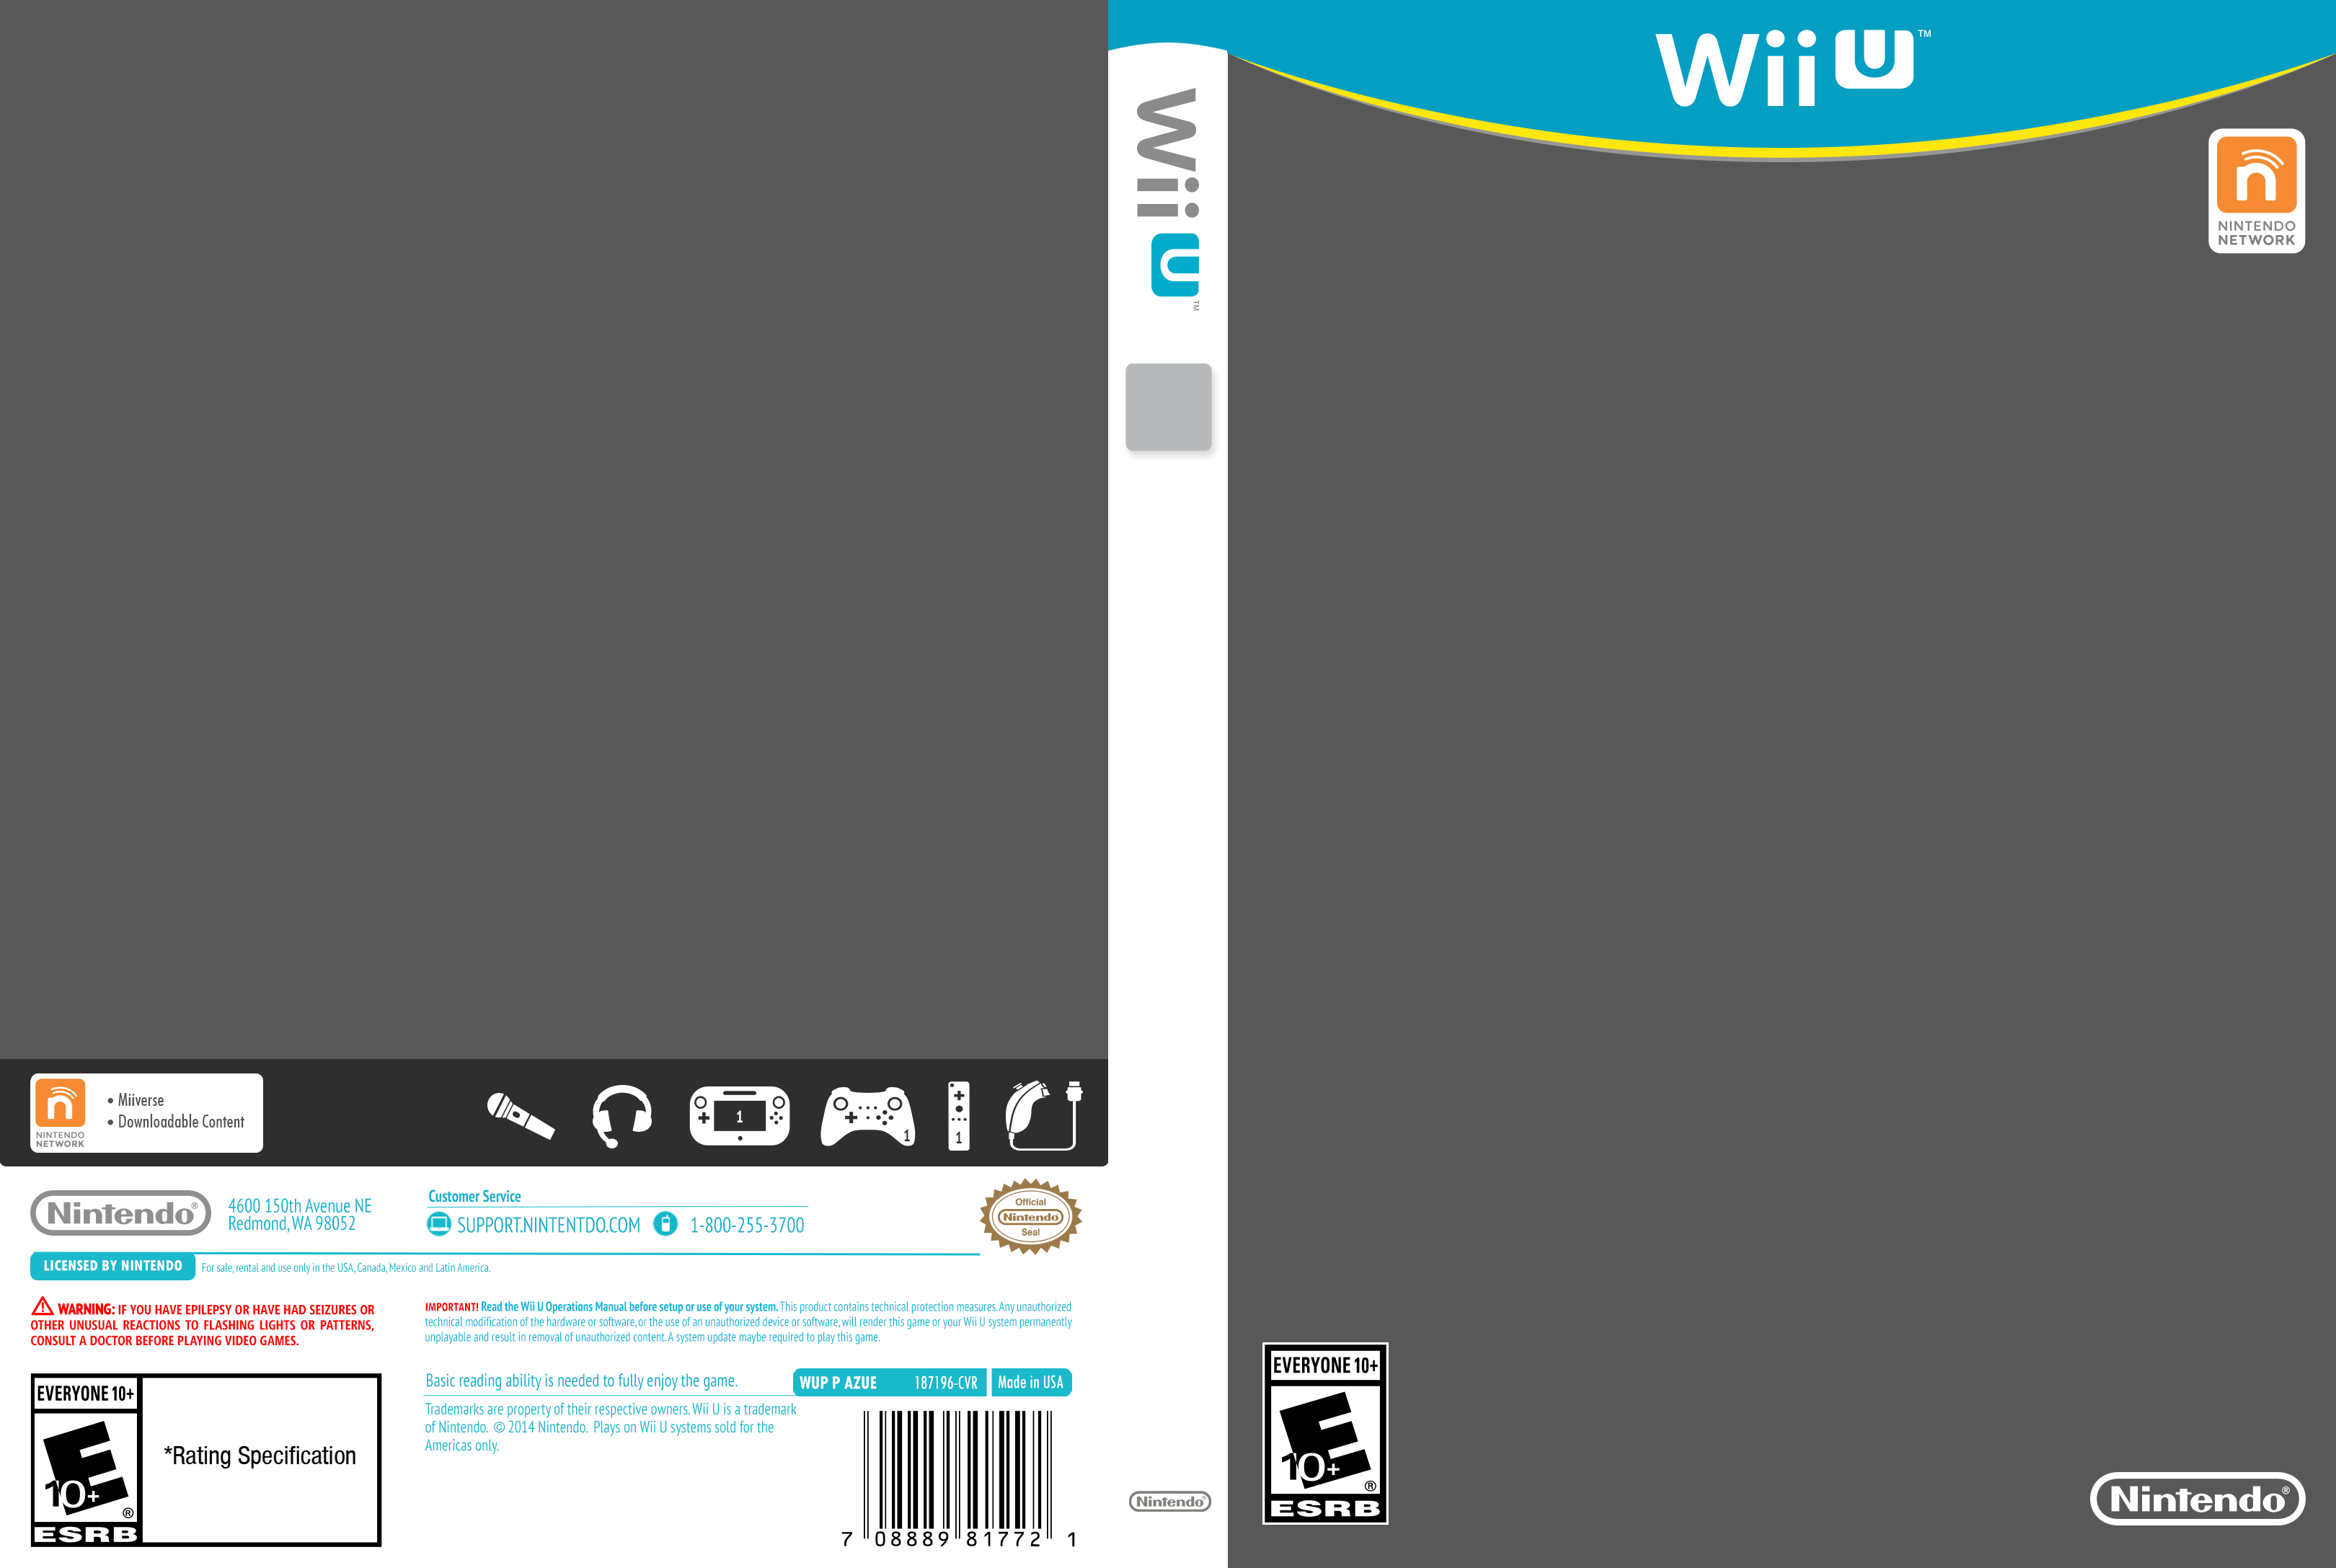 Wii U™
NINTENDO
NETWORK
EVERYONE 10+
E
10+
®
ESRB
Nintendo®
Wii U™
Nintendo®
NINTENDO
NETWORK
• Miiverse
• Downloadable Content
1
1
1
Nintendo®
4600 150th Avenue NE
Redmond, WA 98052
Customer Service
SUPPORT.NINTENTDO.COM 1-800-255-3700
Official
Nintendo
Seal
LICENSED BY NINTENDO For sale, rental and use only in the USA, Canada, Mexico and Latin America.
WARNING: IF YOU HAVE EPILEPSY OR HAVE HAD SEIZURES OR
OTHER UNUSUAL REACTIONS TO FLASHING LIGHTS OR PATTERNS,
CONSULT A DOCTOR BEFORE PLAYING VIDEO GAMES.
IMPORTANT! Read the Wii U Operations Manual before setup or use of your system. This product contains technical protection measures. Any unauthorized
technical modification of the hardware or software, or the use of an unauthorized device or software, will render this game or your Wii U system permanently
unplayable and result in removal of unauthorized content. A system update maybe required to play this game.
EVERYONE 10+
E
10+
®
ESRB
*Rating Specification
Basic reading ability is needed to fully enjoy the game.
WUP P AZUE 187196-CVR Made in USA
Trademarks are property of their respective owners. Wii U is a trademark
of Nintendo. © 2014 Nintendo. Plays on Wii U systems sold for the
Americas only.
7 08889 81772 1